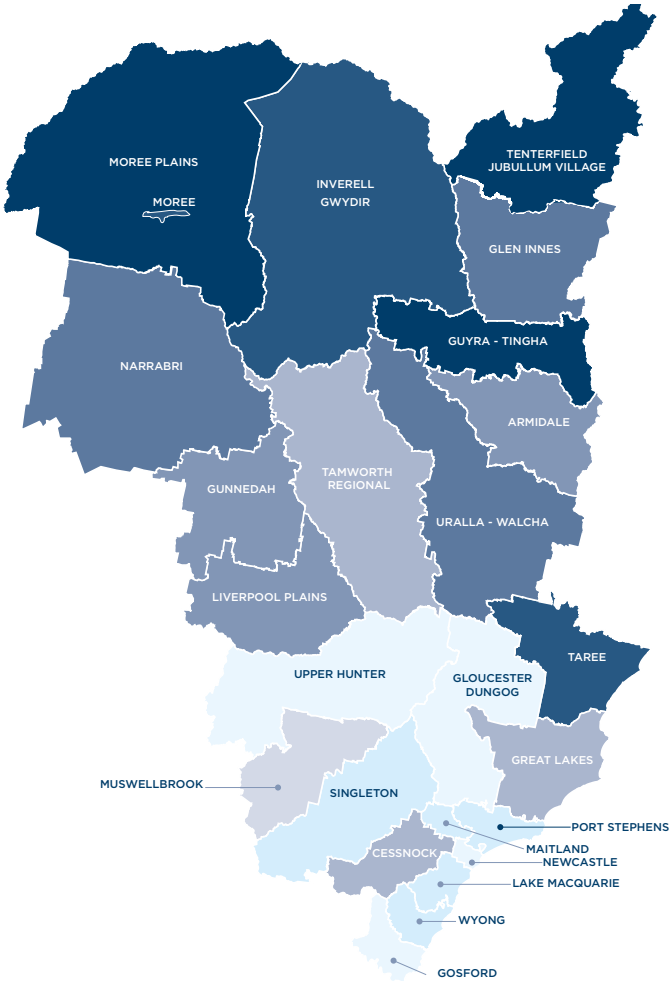 TENTERFIELD
JUBULLUM VILLAGE
MOREE PLAINS
INVERELL
GWYDIR
MOREE
GLEN INNES
GUYRA - TINGHA
NARRABRI
ARMIDALE
TAMWORTH
REGIONAL
GUNNEDAH
URALLA - WALCHA
LIVERPOOL PLAINS
TAREE
UPPER HUNTER
GLOUCESTER
DUNGOG
GREAT LAKES
MUSWELLBROOK
SINGLETON
PORT STEPHENS
MAITLAND
CESSNOCK
NEWCASTLE
LAKE MACQUARIE
WYONG
GOSFORD